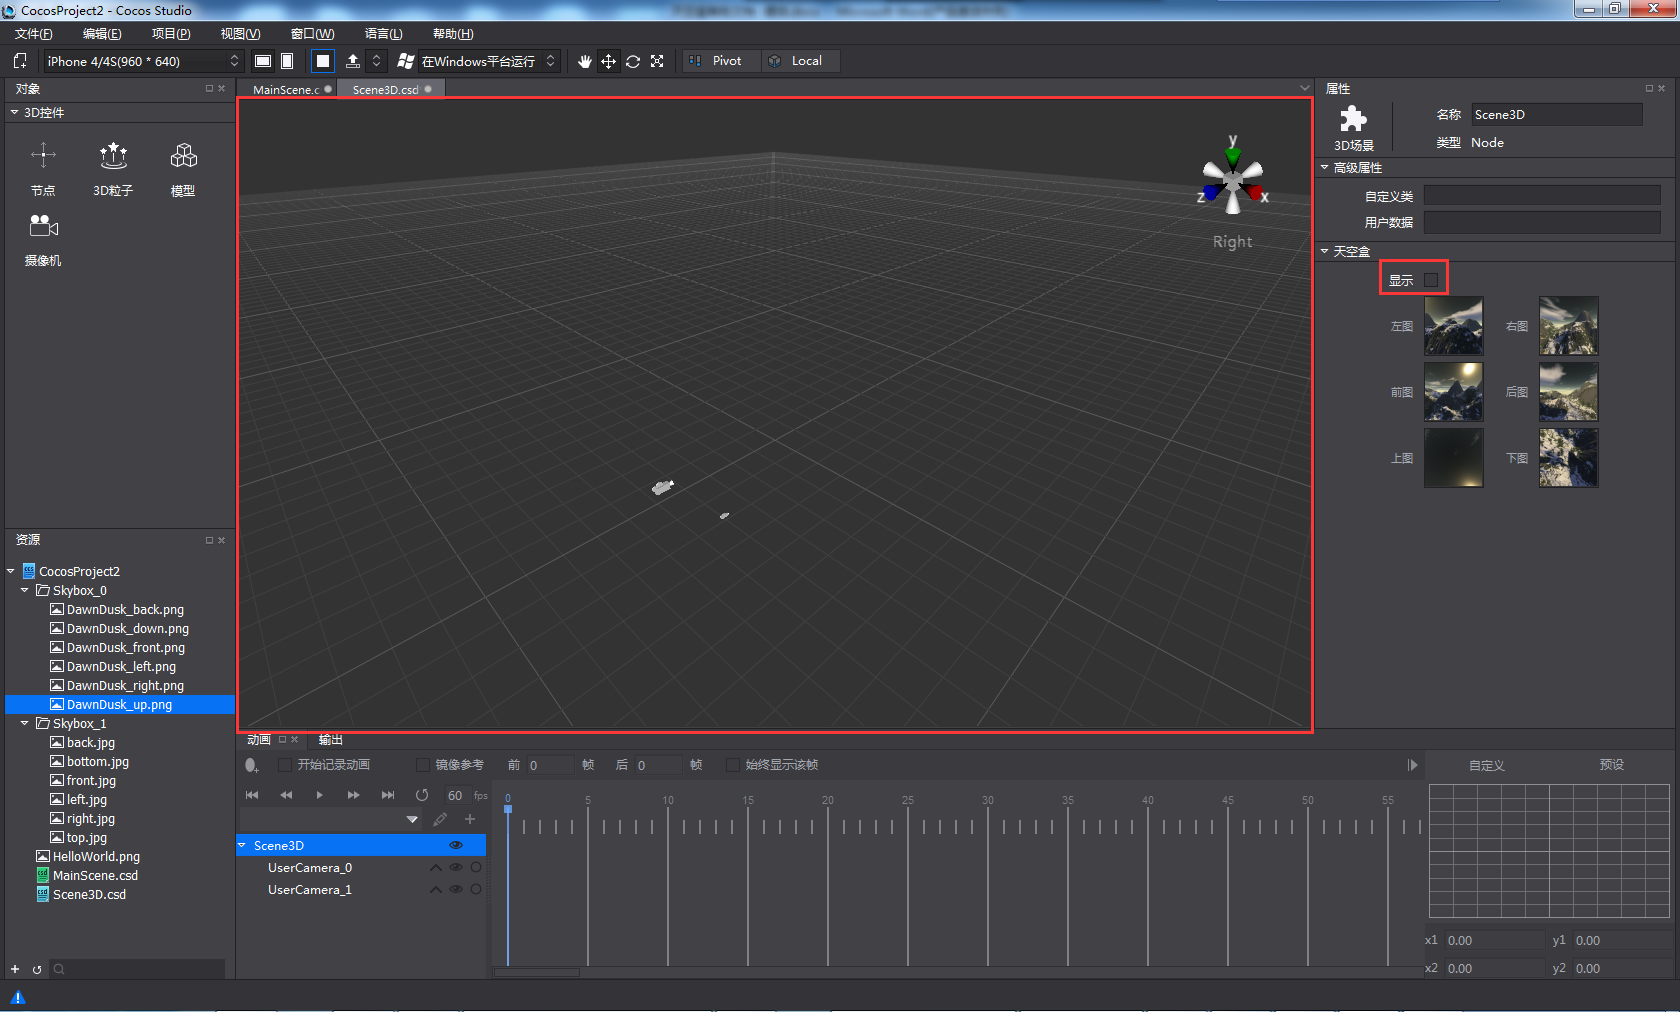 CocosProject2 - Cocos Studio
文件(F) 编辑(E) 项目(P) 视图(V) 窗口(W) 语言(L) 帮助(H)
iPhone 4/4S(960 * 640) 在Windows平台运行 Pivot Local
对象
3D控件
节点 3D粒子 模型
摄像机
MainScene.c Scene3D.csd
y
z x
Right
属性
3D场景
名称 Scene3D
类型 Node
高级属性
自定义类
用户数据
天空盒
显示
左图 右图
前图 后图
上图 下图
资源
CocosProject2
Skybox_0
DawnDusk_back.png
DawnDusk_down.png
DawnDusk_front.png
DawnDusk_left.png
DawnDusk_right.png
DawnDusk_up.png
Skybox_1
back.jpg
bottom.jpg
front.jpg
left.jpg
right.jpg
top.jpg
HelloWorld.png
MainScene.csd
Scene3D.csd
动画 输出
开始记录动画 镜像参考 前 0 帧 后 0 帧 始终显示该帧
60 fps
0 5 10 15 20 25 30 35 40 45 50 55
Scene3D
UserCamera_0
UserCamera_1
自定义 预设
x1 0.00 y1 0.00
x2 0.00 y2 0.00